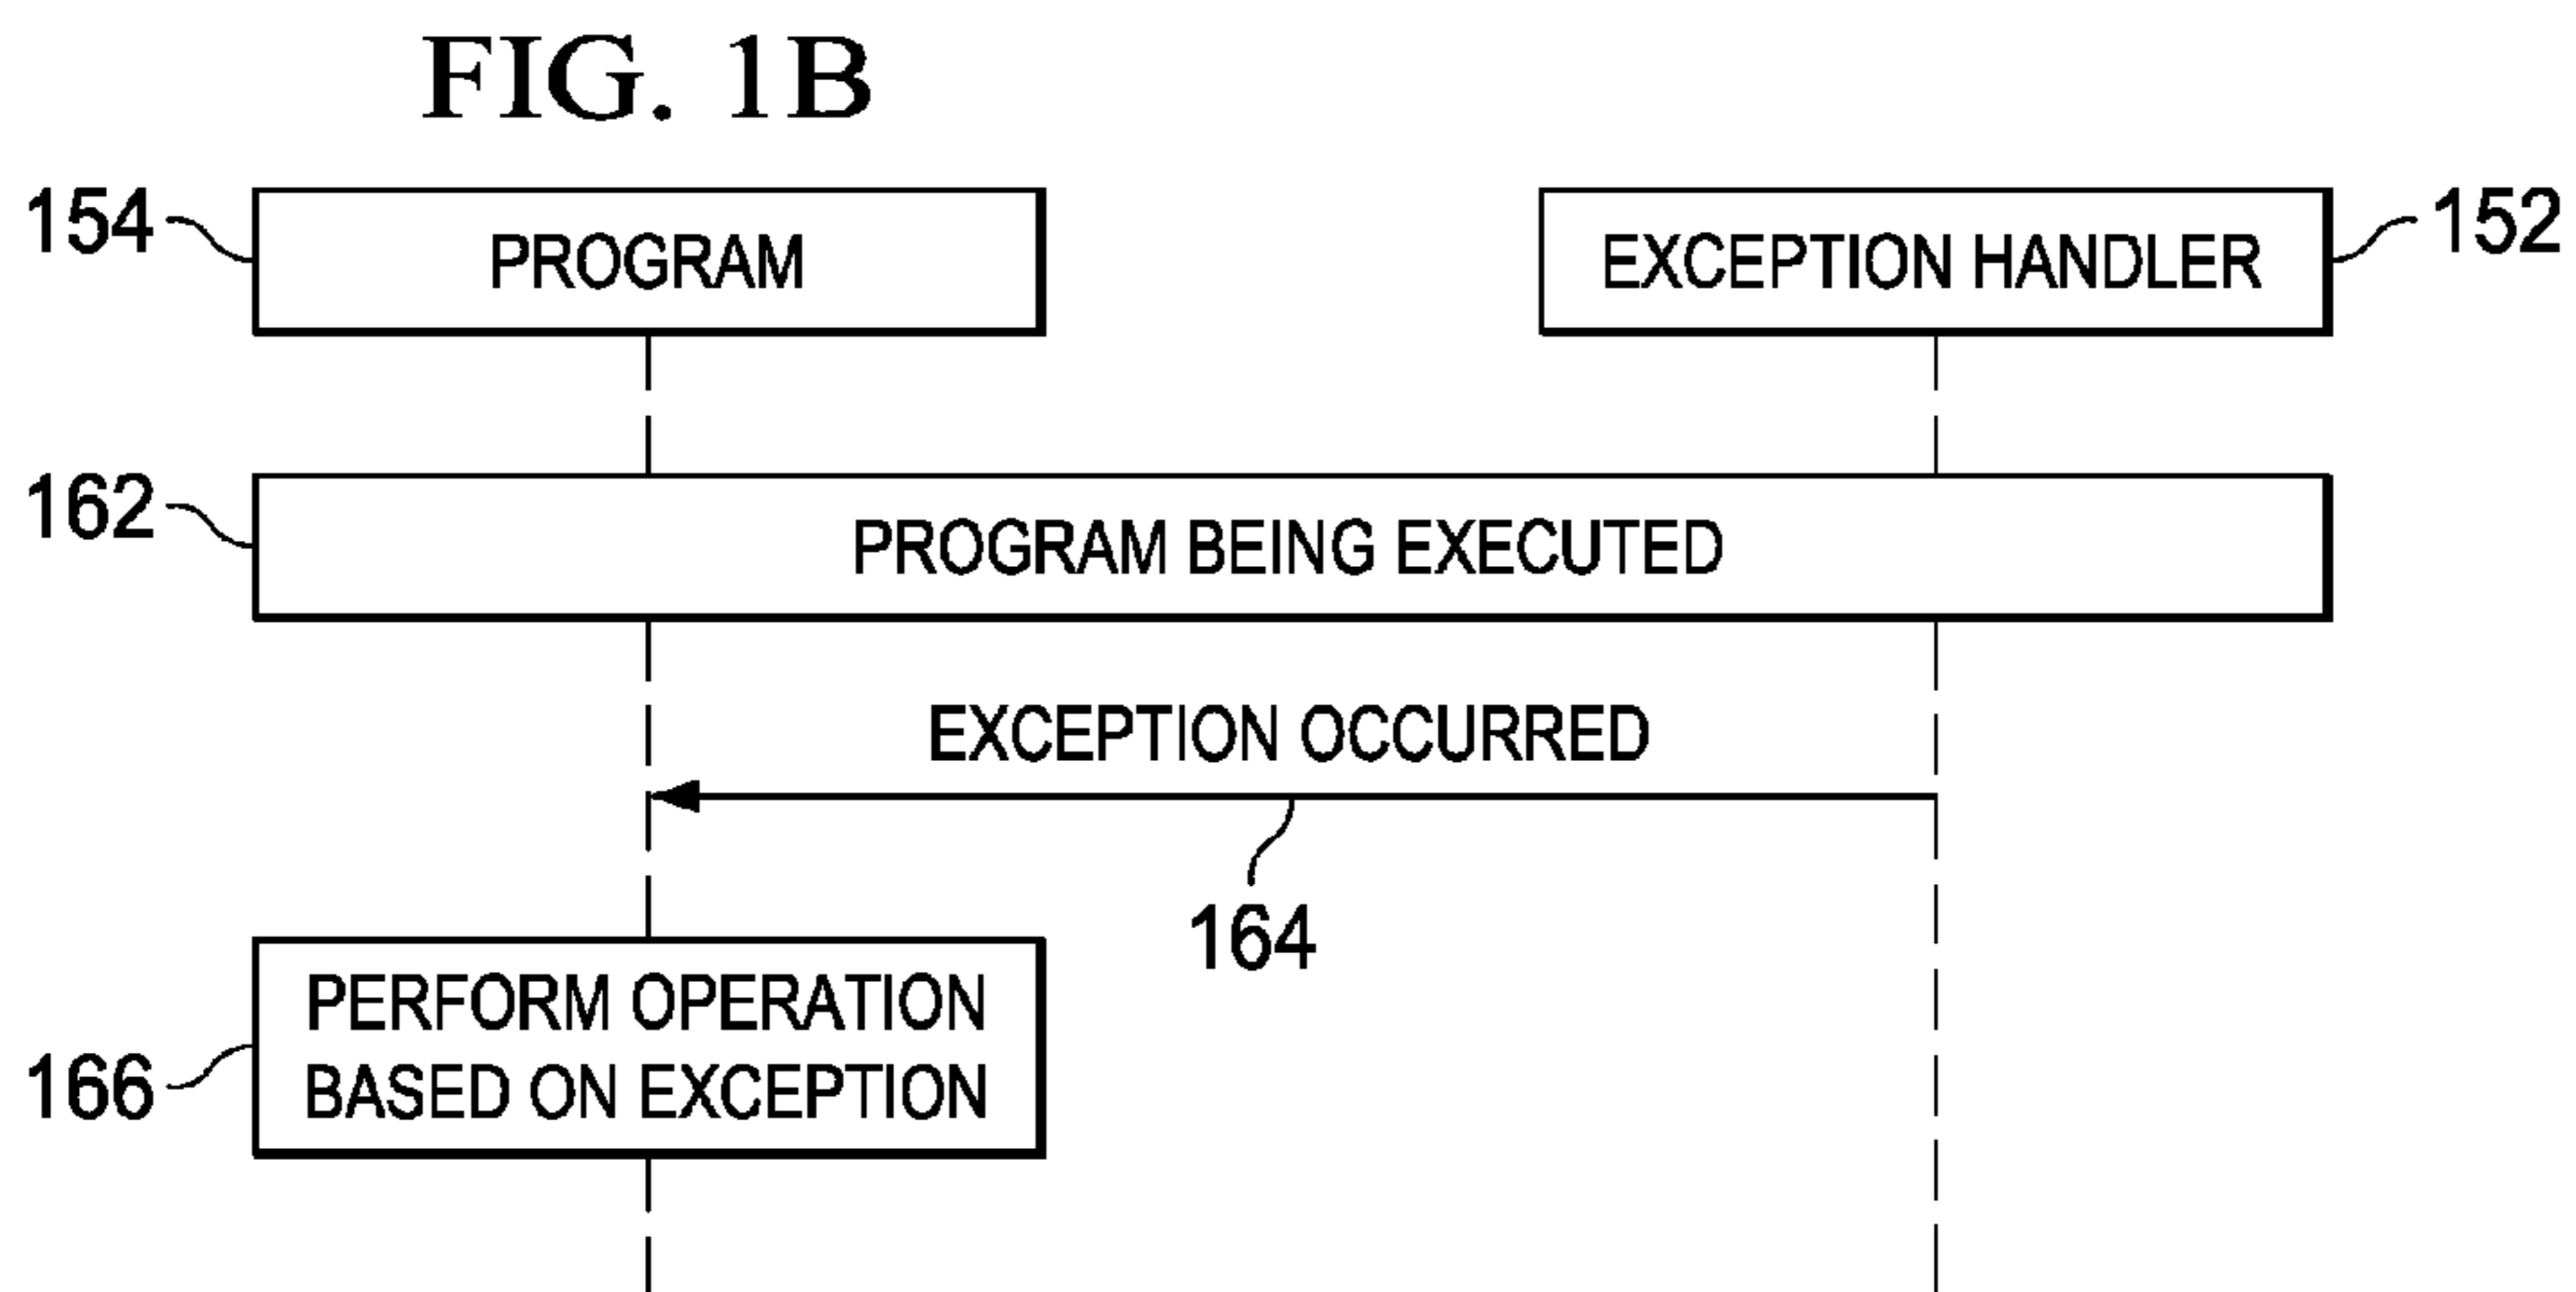 FIG. 1B
154
PROGRAM
EXCEPTION HANDLER
152
162
PROGRAM BEING EXECUTED
EXCEPTION OCCURRED
164
PERFORM OPERATION
BASED ON EXCEPTION
166